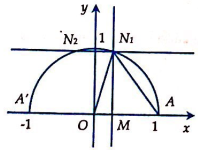 y
N₂ 1 N₁
A' A
-1 O M 1 x